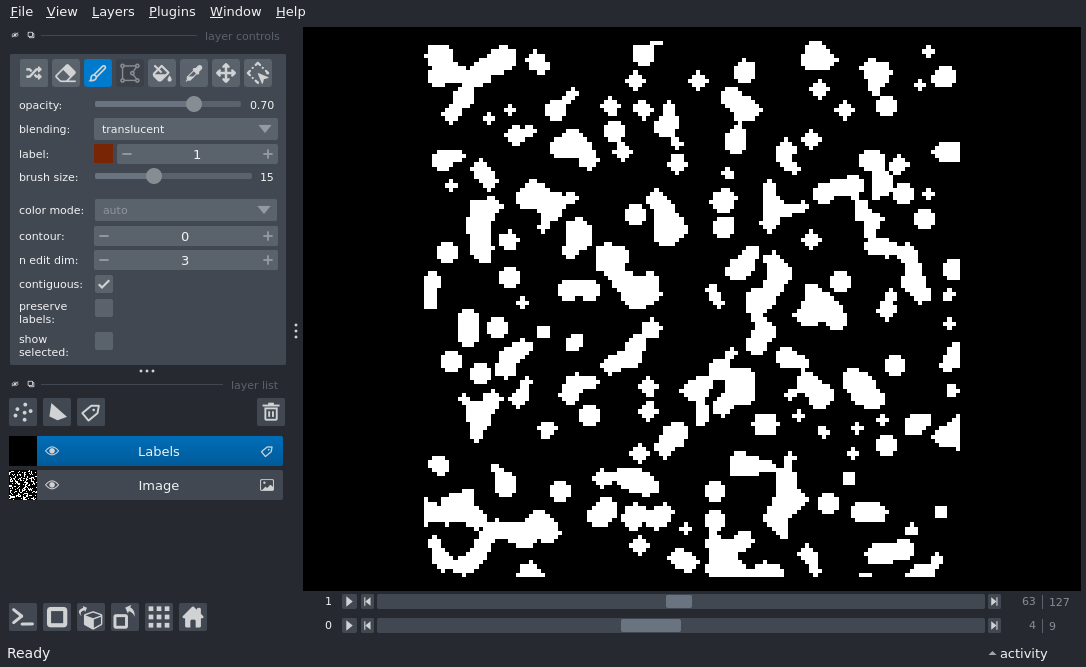 File View Layers Plugins Window Help
layer controls
opacity: 0.70
blending: translucent
label: 1
brush size: 15
color mode: auto
contour: 0
n edit dim: 3
contiguous:
preserve
labels:
show
selected:
layer list
Labels
Image
1 63 127
0 4 9
Ready activity